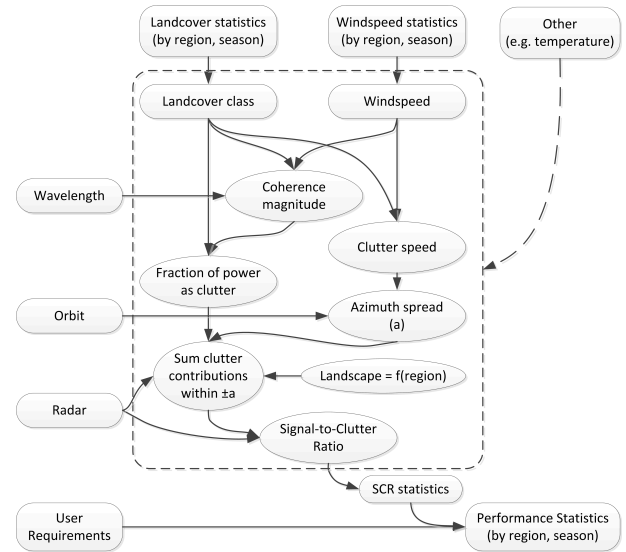 Landcover statistics
(by region, season)
Windspeed statistics
(by region, season)
Other
(e.g. temperature)
Landcover class
Windspeed
Wavelength
Coherence
magnitude
Clutter speed
Fraction of power
as clutter
Orbit
Azimuth spread
(a)
Sum clutter
contributions
within ±a
Landscape = f(region)
Radar
Signal-to-Clutter
Ratio
SCR statistics
User
Requirements
Performance Statistics
(by region, season)